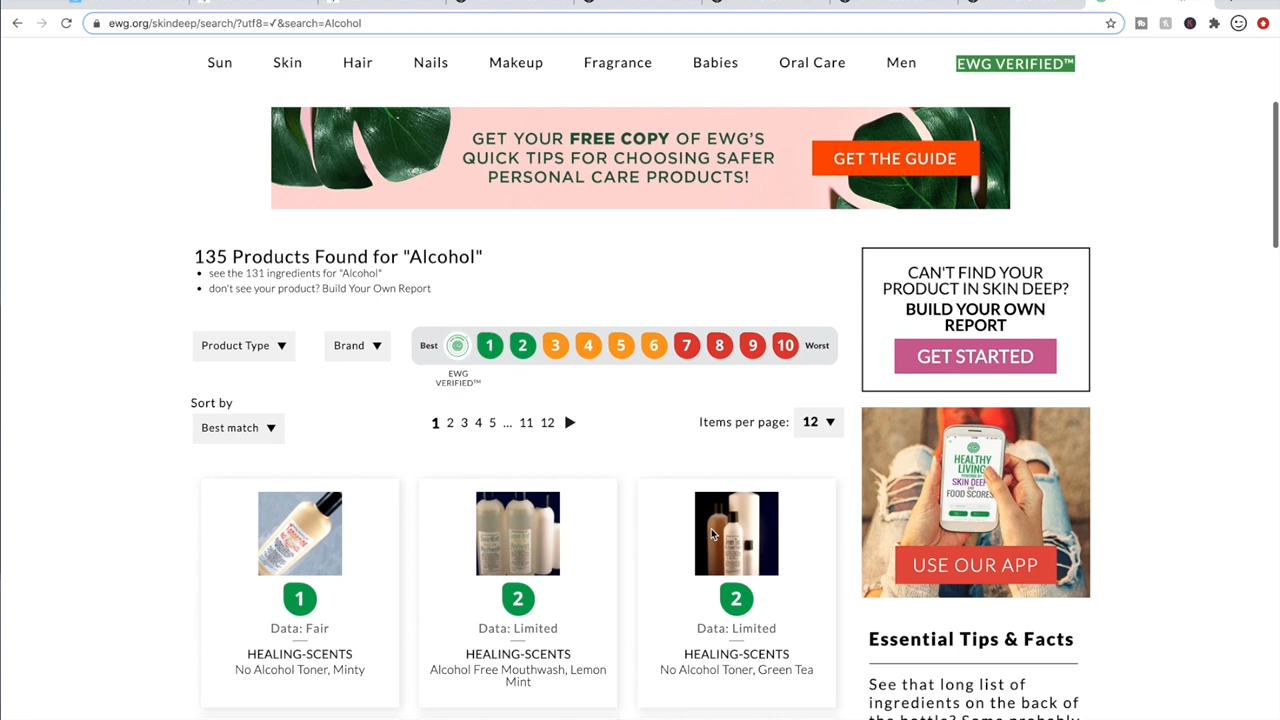 ewg.org/skindeep/search/?utf8=✓&search=Alcohol
Sun Skin Hair Nails Makeup Fragrance Babies Oral Care Men EWG VERIFIED™
GET YOUR FREE COPY OF EWG'S
QUICK TIPS FOR CHOOSING SAFER
PERSONAL CARE PRODUCTS!
GET THE GUIDE
135 Products Found for "Alcohol"
see the 131 ingredients for "Alcohol"
don't see your product? Build Your Own Report
Product Type ▼ Brand ▼
Best 1 2 3 4 5 6 7 8 9 10 Worst
EWG
VERIFIED™
Sort by
Best match ▼
1 2 3 4 5 ... 11 12 ▶
Items per page: 12 ▼
1
Data: Fair
HEALING-SCENTS
No Alcohol Toner, Minty
2
Data: Limited
HEALING-SCENTS
Alcohol Free Mouthwash, Lemon
Mint
2
Data: Limited
HEALING-SCENTS
No Alcohol Toner, Green Tea
CAN'T FIND YOUR
PRODUCT IN SKIN DEEP?
BUILD YOUR OWN
REPORT
GET STARTED
HEALTHY
LIVING
SKIN DEEP
AND
FOOD SCORES
USE OUR APP
Essential Tips & Facts
See that long list of
ingredients on the back of
the bottle? Some probably